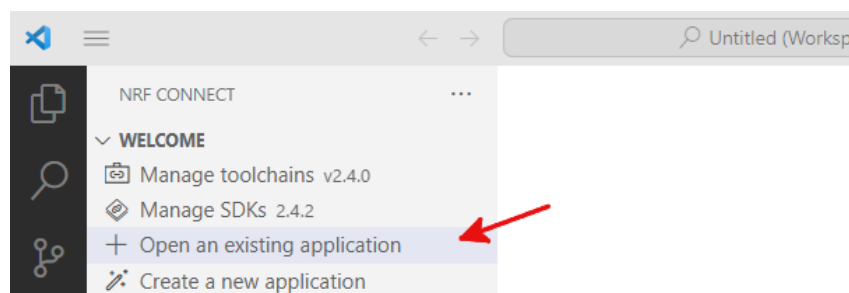 Untitled (Worksp
NRF CONNECT
WELCOME
Manage toolchains v2.4.0
Manage SDKs 2.4.2
Open an existing application
Create a new application